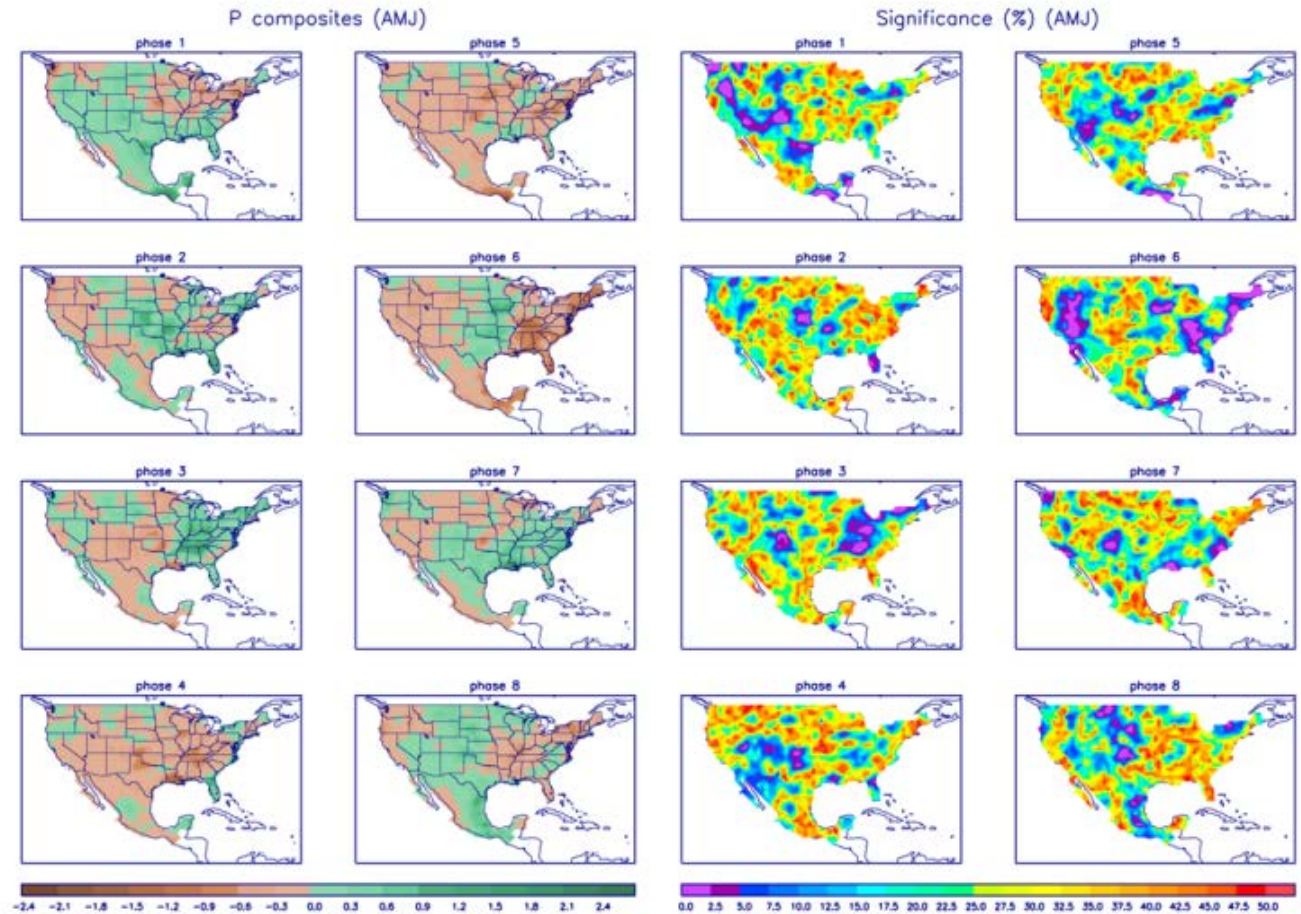 P composites (AMJ) Significance (%) (AMJ)
phase 1 phase 5 phase 1 phase 5
phase 2 phase 6 phase 2 phase 6
phase 3 phase 7 phase 3 phase 7
phase 4 phase 8 phase 4 phase 8
-2.4 -2.1 -1.8 -1.5 -1.2 -0.9 -0.6 -0.3 0.0 0.3 0.6 0.9 1.2 1.5 1.8 2.1 2.4 0.0 2.5 5.0 7.5 10.0 12.5 15.0 17.5 20.0 22.5 25.0 27.5 30.0 32.5 35.0 37.5 40.0 42.5 45.0 47.5 50.0